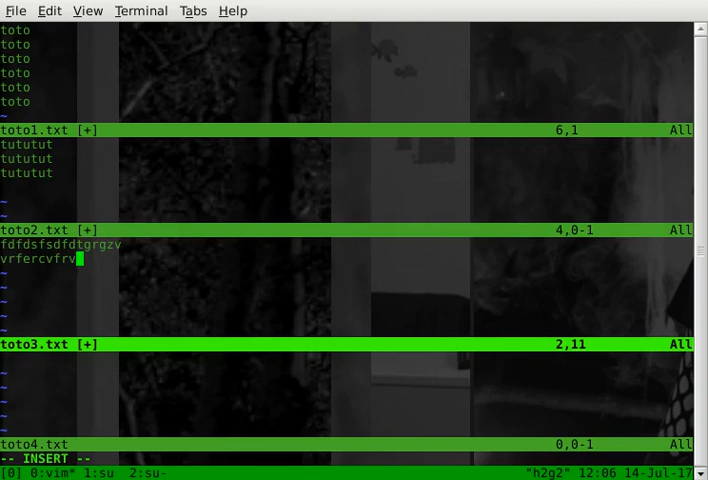 File Edit View Terminal Tabs Help
toto
toto
toto
toto
toto
toto
~
toto1.txt [+] 6,1 All
tututut
tututut
tututut

~
~
toto2.txt [+] 4,0-1 All
fdfdsfsdfdtgrgzv
vrfercvfrv
~
~
~
~
~
toto3.txt [+] 2,11 All

~
~
~
~
~
toto4.txt 0,0-1 All
-- INSERT --
[0] 0:vim* 1:su 2:su- "h2g2" 12:06 14-Jul-17